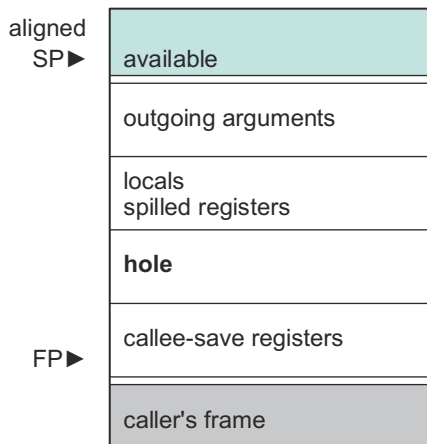 aligned
SP► available
outgoing arguments
locals
spilled registers
hole
callee-save registers
FP►
caller's frame